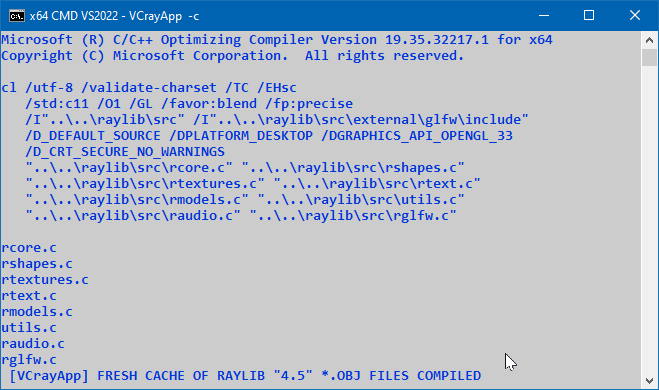 x64 CMD VS2022 - VCrayApp -c
Microsoft (R) C/C++ Optimizing Compiler Version 19.35.32217.1 for x64
Copyright (C) Microsoft Corporation.  All rights reserved.
cl /utf-8 /validate-charset /TC /EHsc
/std:c11 /O1 /GL /favor:blend /fp:precise
/I"..\..\raylib\src" /I"..\..\raylib\src\external\glfw\include"
/D_DEFAULT_SOURCE /DPLATFORM_DESKTOP /DGRAPHICS_API_OPENGL_33
/D_CRT_SECURE_NO_WARNINGS
"..\..\raylib\src\rcore.c" "..\..\raylib\src\rshapes.c"
"..\..\raylib\src\rtextures.c" "..\..\raylib\src\rtext.c"
"..\..\raylib\src\rmodels.c" "..\..\raylib\src\utils.c"
"..\..\raylib\src\raudio.c" "..\..\raylib\src\rglfw.c"
rcore.c
rshapes.c
rtextures.c
rtext.c
rmodels.c
utils.c
raudio.c
rglfw.c
[VCrayApp] FRESH CACHE OF RAYLIB "4.5" *.OBJ FILES COMPILED